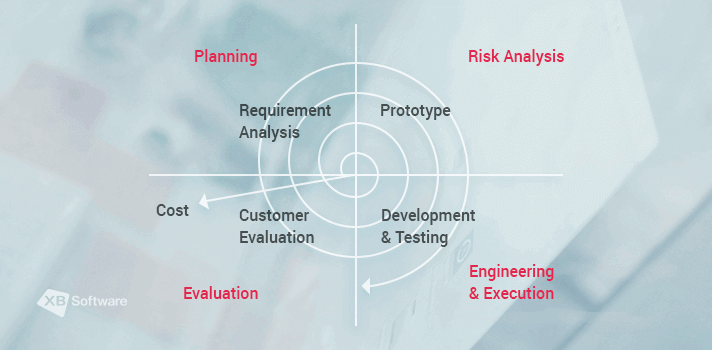 Planning
Risk Analysis
Requirement
Analysis
Prototype
Cost
Customer
Evaluation
Development
& Testing
Evaluation
Engineering
& Execution
XB Software